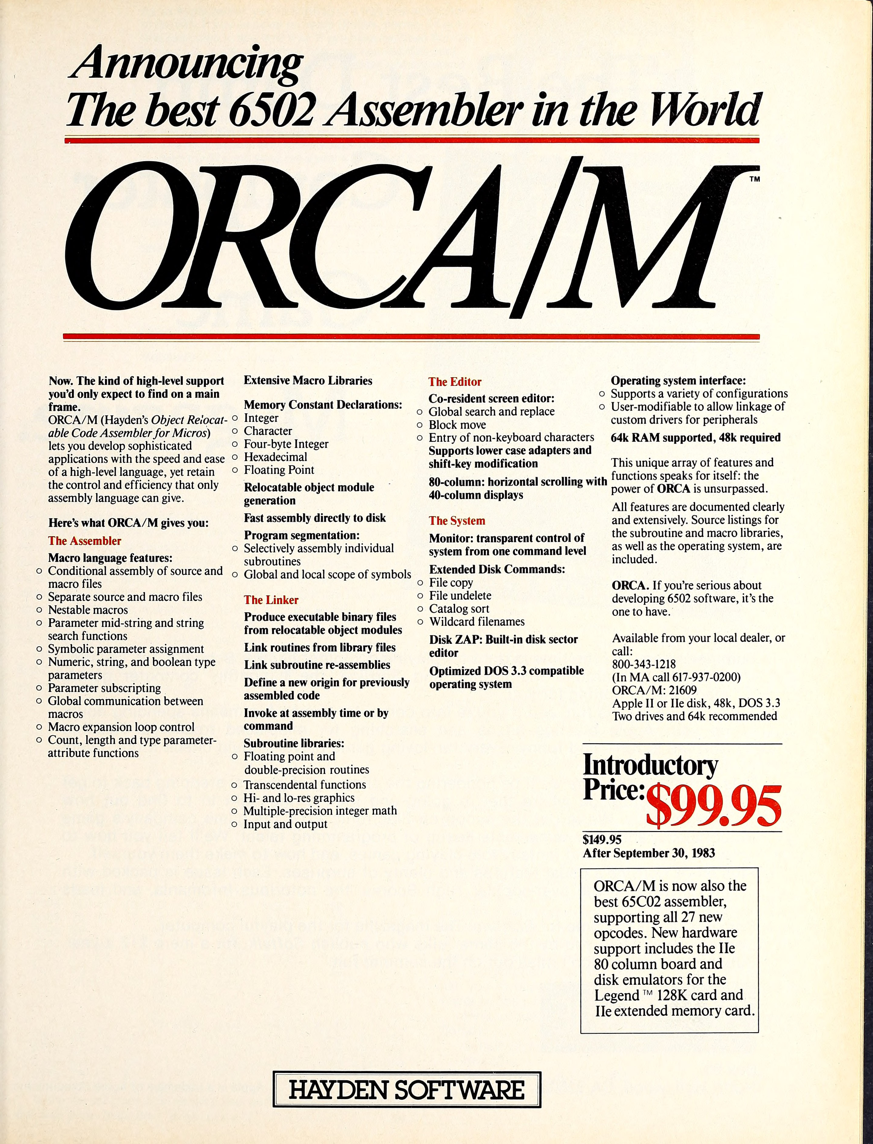 Announcing
The best 6502 Assembler in the World
ORCA/M™
Now. The kind of high-level support
you'd only expect to find on a main
frame.
ORCA/M (Hayden's Object Relocat-
able Code Assembler for Micros)
lets you develop sophisticated
applications with the speed and ease
of a high-level language, yet retain
the control and efficiency that only
assembly language can give.
Here's what ORCA/M gives you:
The Assembler
Macro language features:
○ Conditional assembly of source and
macro files
○ Separate source and macro files
○ Nestable macros
○ Parameter mid-string and string
search functions
○ Symbolic parameter assignment
○ Numeric, string, and boolean type
parameters
○ Parameter subscripting
○ Global communication between
macros
○ Macro expansion loop control
○ Count, length and type parameter-
attribute functions
Extensive Macro Libraries
Memory Constant Declarations:
○ Integer
○ Character
○ Four-byte Integer
○ Hexadecimal
○ Floating Point
Relocatable object module
generation
Fast assembly directly to disk
Program segmentation:
○ Selectively assembly individual
subroutines
○ Global and local scope of symbols
The Linker
Produce executable binary files
from relocatable object modules
Link routines from library files
Link subroutine re-assemblies
Define a new origin for previously
assembled code
Invoke at assembly time or by
command
Subroutine libraries:
○ Floating point and
double-precision routines
○ Transcendental functions
○ Hi- and lo-res graphics
○ Multiple-precision integer math
○ Input and output
The Editor
Co-resident screen editor:
○ Global search and replace
○ Block move
○ Entry of non-keyboard characters
Supports lower case adapters and
shift-key modification
80-column: horizontal scrolling with
40-column displays
The System
Monitor: transparent control of
system from one command level
Extended Disk Commands:
○ File copy
○ File undelete
○ Catalog sort
○ Wildcard filenames
Disk ZAP: Built-in disk sector
editor
Optimized DOS 3.3 compatible
operating system
Operating system interface:
○ Supports a variety of configurations
○ User-modifiable to allow linkage of
custom drivers for peripherals
64k RAM supported, 48k required
This unique array of features and
functions speaks for itself: the
power of ORCA is unsurpassed.
All features are documented clearly
and extensively. Source listings for
the subroutine and macro libraries,
as well as the operating system, are
included.
ORCA. If you're serious about
developing 6502 software, it's the
one to have.
Available from your local dealer, or
call:
800-343-1218
(In MA call 617-937-0200)
ORCA/M: 21609
Apple II or IIe disk, 48k, DOS 3.3
Two drives and 64k recommended
Introductory
Price: $99.95
$149.95
After September 30, 1983
ORCA/M is now also the
best 65C02 assembler,
supporting all 27 new
opcodes. New hardware
support includes the IIe
80 column board and
disk emulators for the
Legend™ 128K card and
IIe extended memory card.
HAYDEN SOFTWARE